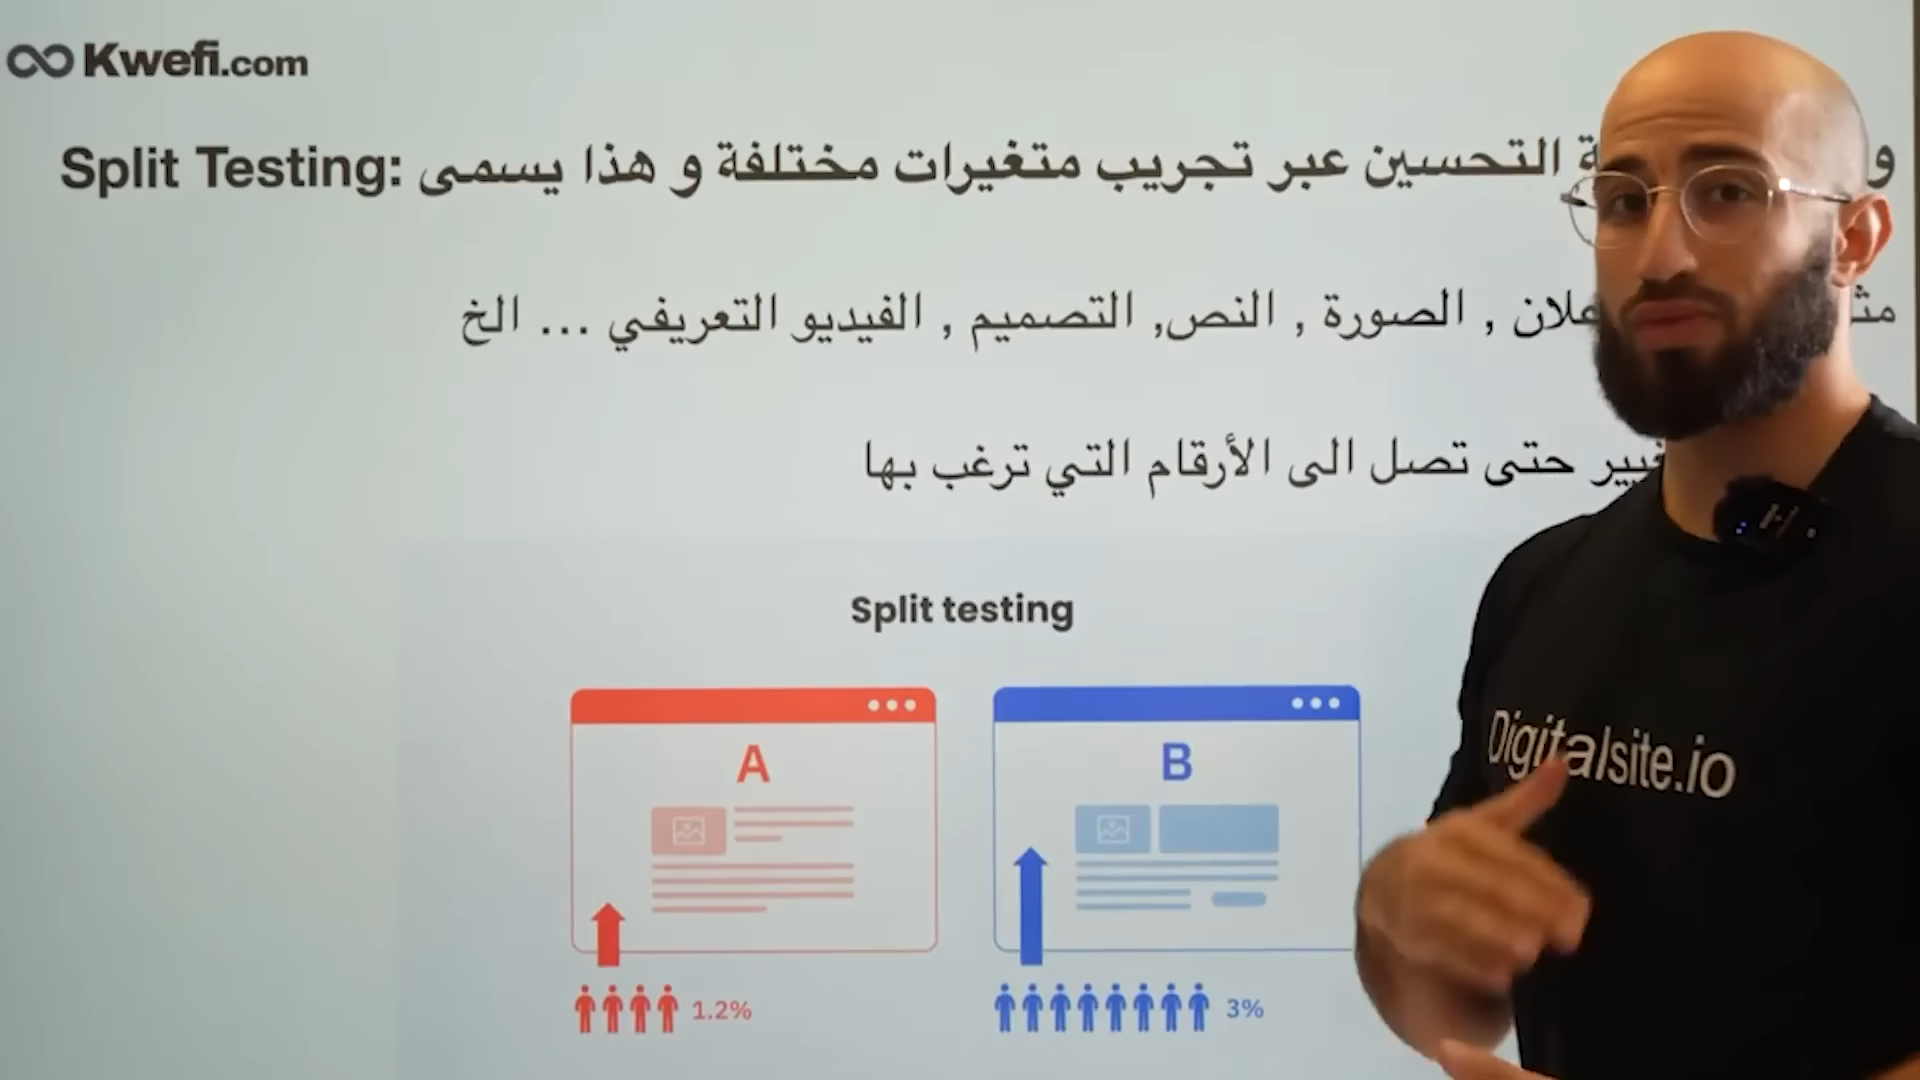 Kwefi.com
و التحسين عبر تجريب متغيرات مختلفة و هذا يسمى Split Testing:
الصورة , النص, التصميم , الفيديو التعريفي ... الخ
حتى تصل الى الأرقام التي ترغب بها
Split testing
A
B
1.2%
3%
Digitalsite.io